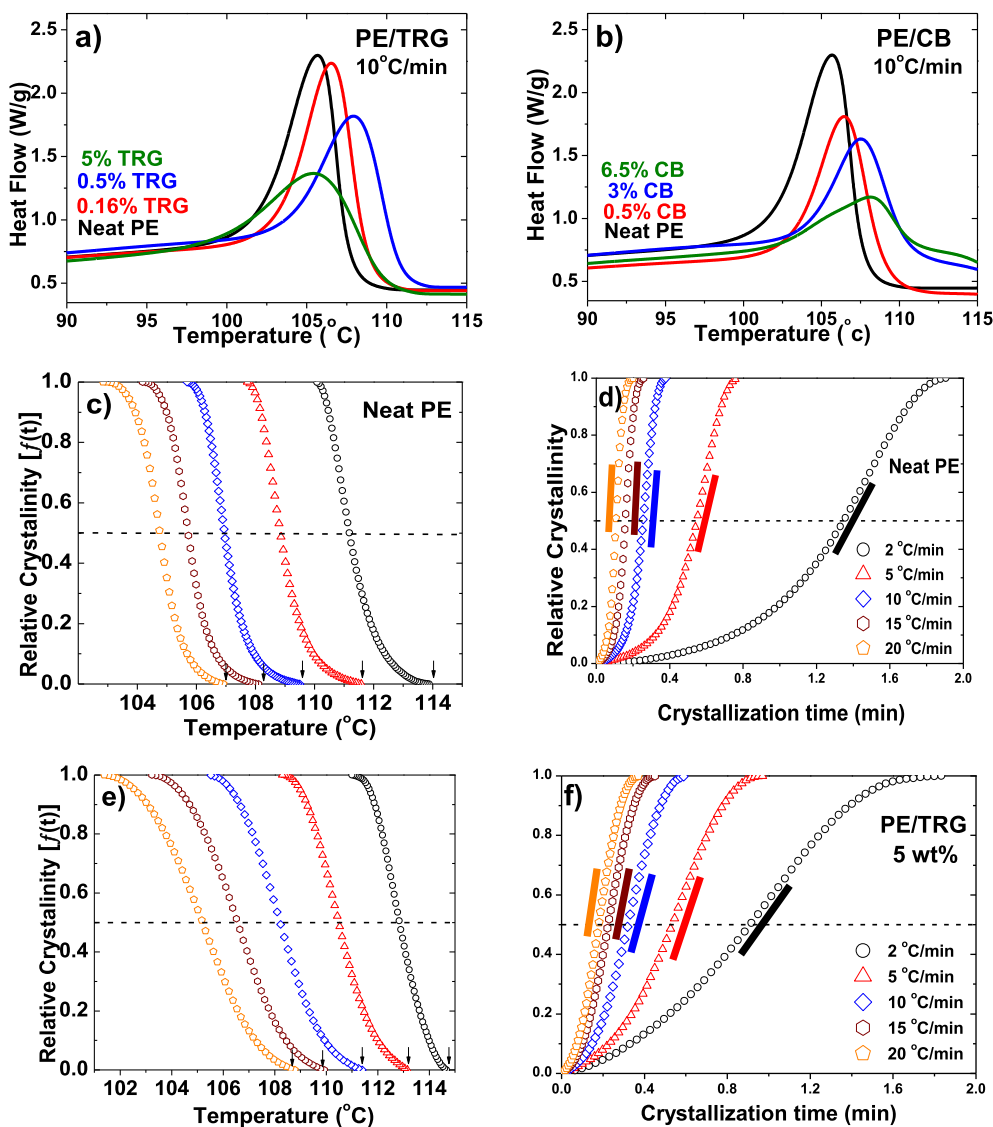 a)
PE/TRG
10°C/min
5% TRG
0.5% TRG
0.16% TRG
Neat PE
Heat Flow (W/g)
2.5
2.0
1.5
1.0
0.5
90 95 100 105 110 115
Temperature (°C)
b)
PE/CB
10°C/min
6.5% CB
3% CB
0.5% CB
Neat PE
Heat Flow (W/g)
2.5
2.0
1.5
1.0
0.5
90 95 100 105 110 115
Temperature (°c)
c)
Neat PE
Relative Crystalinity [f(t)]
1.0
0.8
0.6
0.4
0.2
0.0
104 106 108 110 112 114
Temperature (°C)
d)
Neat PE
Relative Crystallinity
1.0
0.8
0.6
0.4
0.2
0.0
2 °C/min
5 °C/min
10 °C/min
15 °C/min
20 °C/min
0.0 0.4 0.8 1.2 1.6 2.0
Crystallization time (min)
e)
Relative Crystalinity [f(t)]
1.0
0.8
0.6
0.4
0.2
0.0
102 104 106 108 110 112 114
Temperature (°C)
f)
PE/TRG
5 wt%
Relative Crystallinity
1.0
0.8
0.6
0.4
0.2
0.0
2 °C/min
5 °C/min
10 °C/min
15 °C/min
20 °C/min
0.0 0.4 0.8 1.2 1.6 2.0
Crystallization time (min)